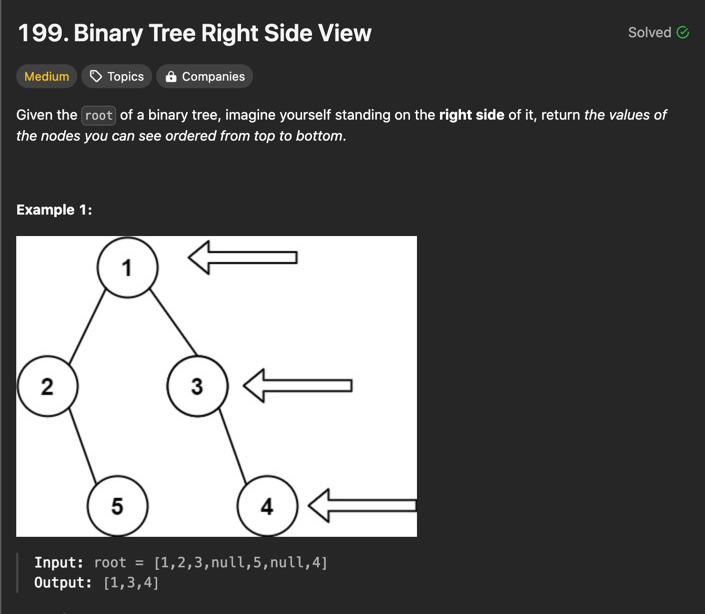 199. Binary Tree Right Side View
Solved
Medium
Topics
Companies
Given the root of a binary tree, imagine yourself standing on the right side of it, return the values of
the nodes you can see ordered from top to bottom.
Example 1:
1
2
3
5
4
Input: root = [1,2,3,null,5,null,4]
Output: [1,3,4]